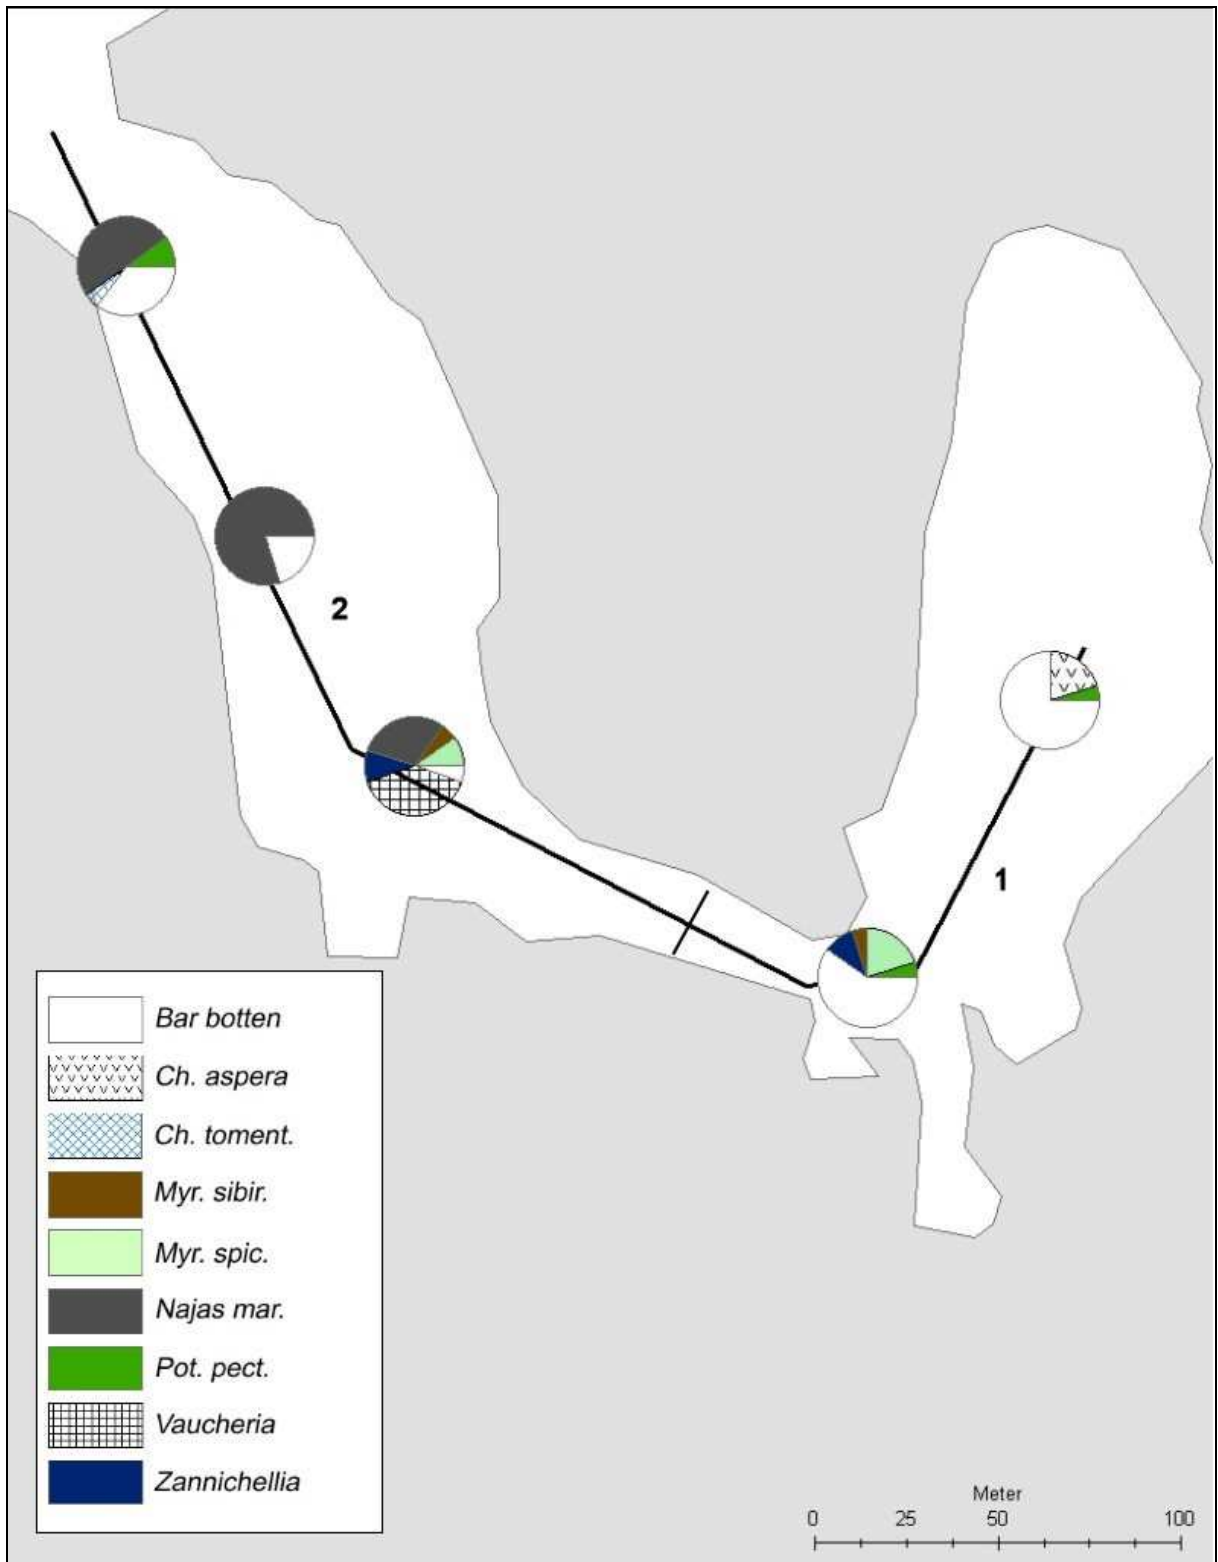 2
1
Bar botten
Ch. aspera
Ch. toment.
Myr. sibir.
Myr. spic.
Najas mar.
Pot. pect.
Vaucheria
Zannichellia
Meter
0 25 50 100